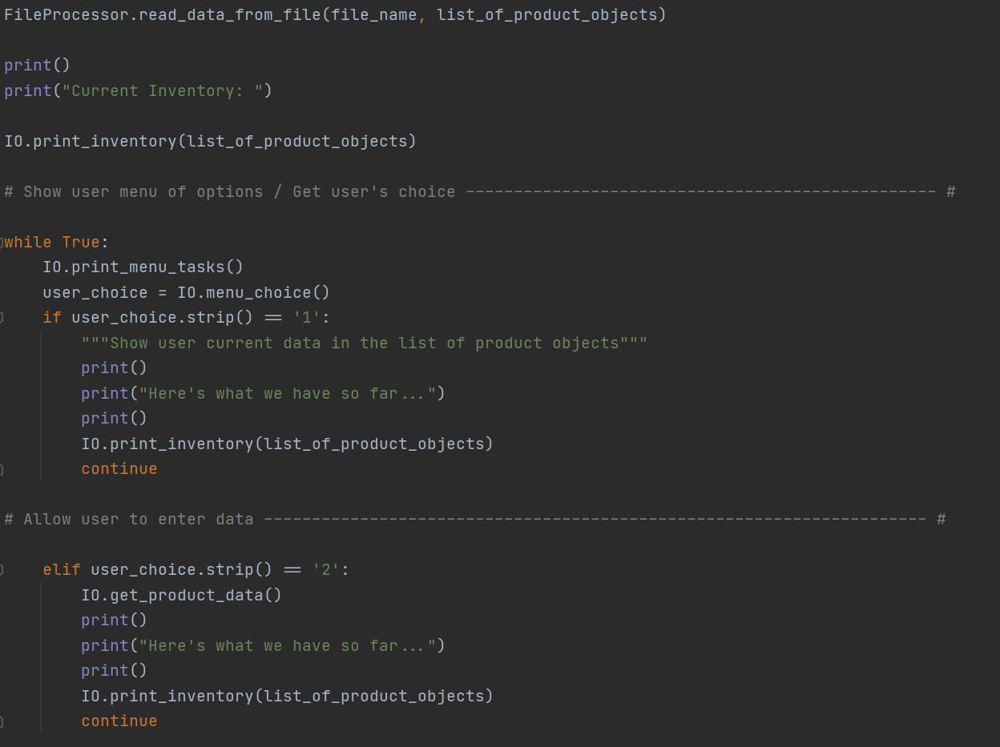 FileProcessor.read_data_from_file(file_name, list_of_product_objects)
print()
print("Current Inventory: ")
IO.print_inventory(list_of_product_objects)
# Show user menu of options / Get user's choice ------------------------------------------------- #
while True:
    IO.print_menu_tasks()
    user_choice = IO.menu_choice()
    if user_choice.strip() == '1':
        """Show user current data in the list of product objects"""
        print()
        print("Here's what we have so far...")
        print()
        IO.print_inventory(list_of_product_objects)
        continue
# Allow user to enter data --------------------------------------------------------------------- #
    elif user_choice.strip() == '2':
        IO.get_product_data()
        print()
        print("Here's what we have so far...")
        print()
        IO.print_inventory(list_of_product_objects)
        continue